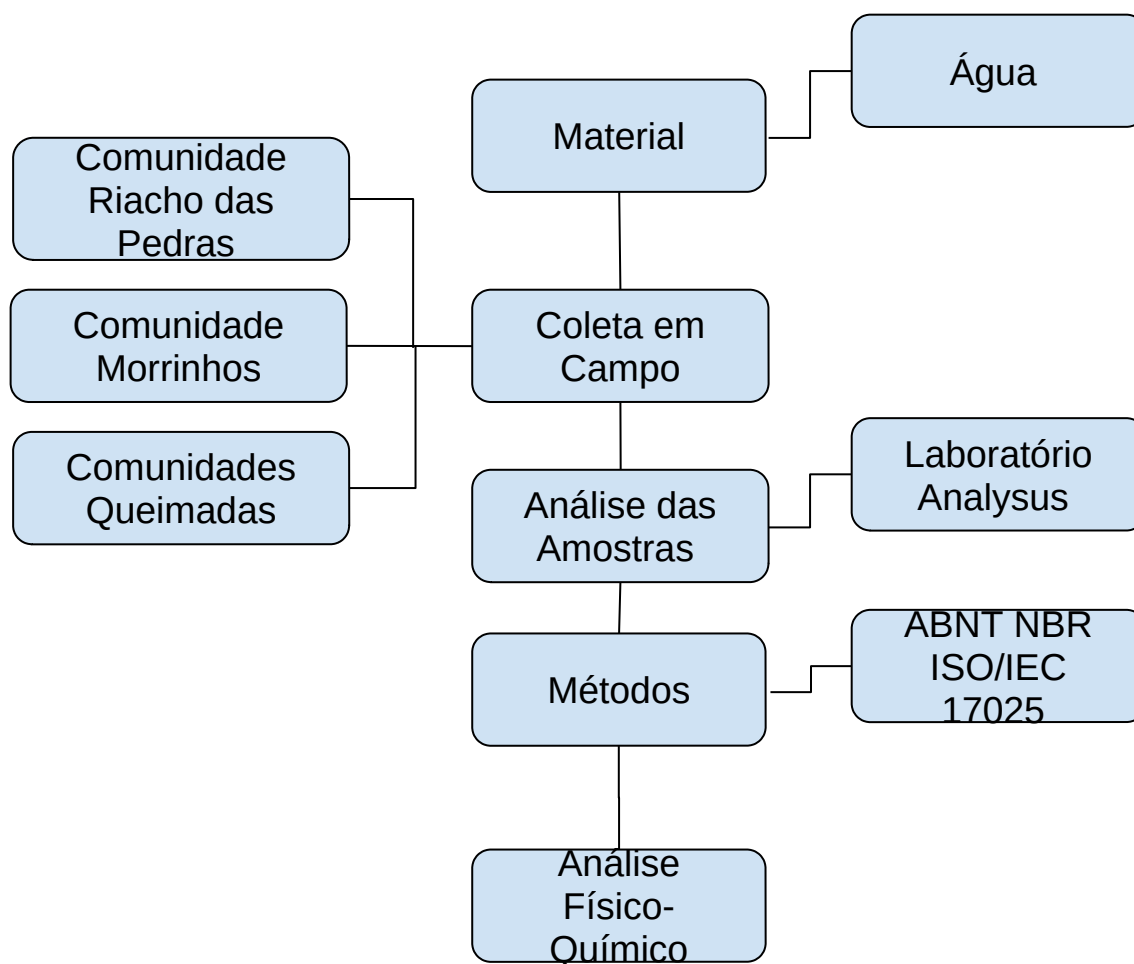 Água
Material
Comunidade
Riacho das
Pedras
Comunidade
Morrinhos
Coleta em
Campo
Comunidades
Queimadas
Laboratório
Analysus
Análise das
Amostras
ABNT NBR
ISO/IEC
17025
Métodos
Análise
Físico-
Químico